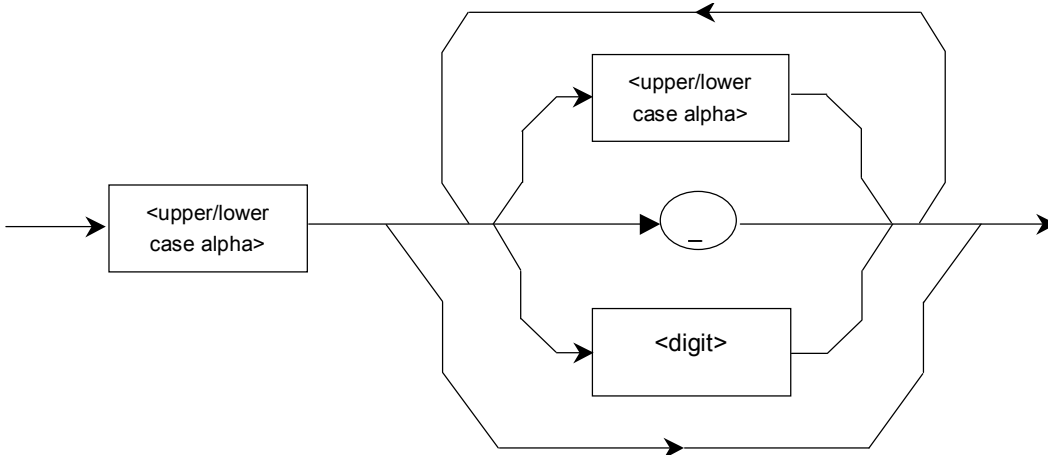 <upper/lower
case alpha>
<upper/lower
case alpha>
_
<digit>